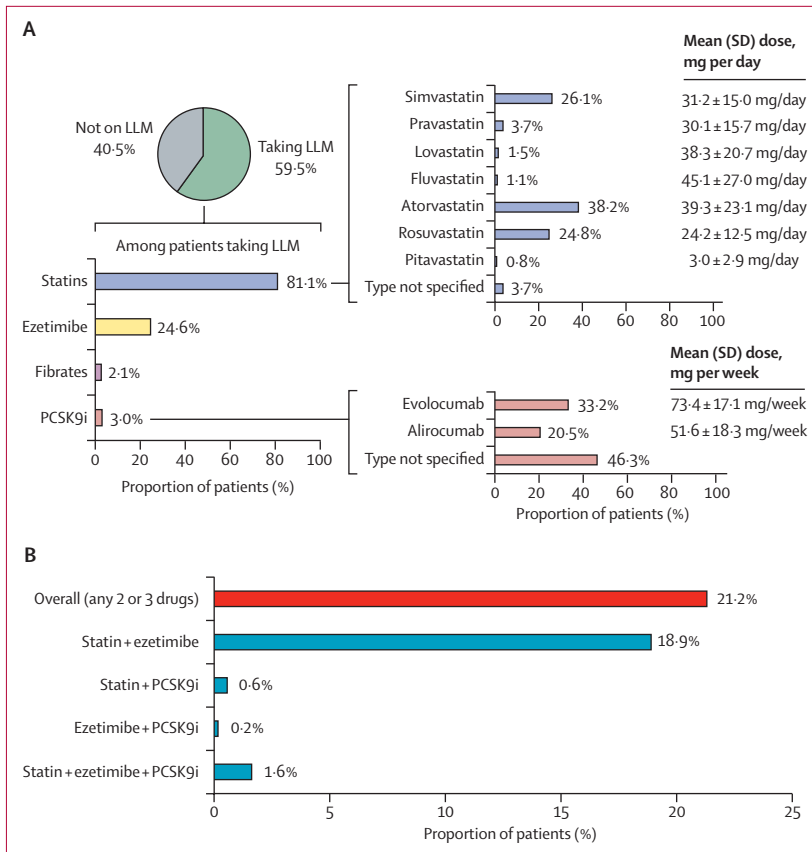 A
Mean (SD) dose,
mg per day
Not on LLM
40·5%
Taking LLM
59·5%
Simvastatin 26·1% 31·2 ± 15·0 mg/day
Pravastatin 3·7% 30·1 ± 15·7 mg/day
Lovastatin 1·5% 38·3 ± 20·7 mg/day
Fluvastatin 1·1% 45·1 ± 27·0 mg/day
Atorvastatin 38·2% 39·3 ± 23·1 mg/day
Rosuvastatin 24·8% 24·2 ± 12·5 mg/day
Pitavastatin 0·8% 3·0 ± 2·9 mg/day
Type not specified 3·7%
0 20 40 60 80 100
Among patients taking LLM
Statins 81·1%
Ezetimibe 24·6%
Fibrates 2·1%
PCSK9i 3·0%
0 20 40 60 80 100
Proportion of patients (%)
Mean (SD) dose,
mg per week
Evolocumab 33·2% 73·4 ± 17·1 mg/week
Alirocumab 20·5% 51·6 ± 18·3 mg/week
Type not specified 46·3%
0 20 40 60 80 100
Proportion of patients (%)
B
Overall (any 2 or 3 drugs) 21·2%
Statin + ezetimibe 18·9%
Statin + PCSK9i 0·6%
Ezetimibe + PCSK9i 0·2%
Statin + ezetimibe + PCSK9i 1·6%
0 5 10 15 20 25
Proportion of patients (%)